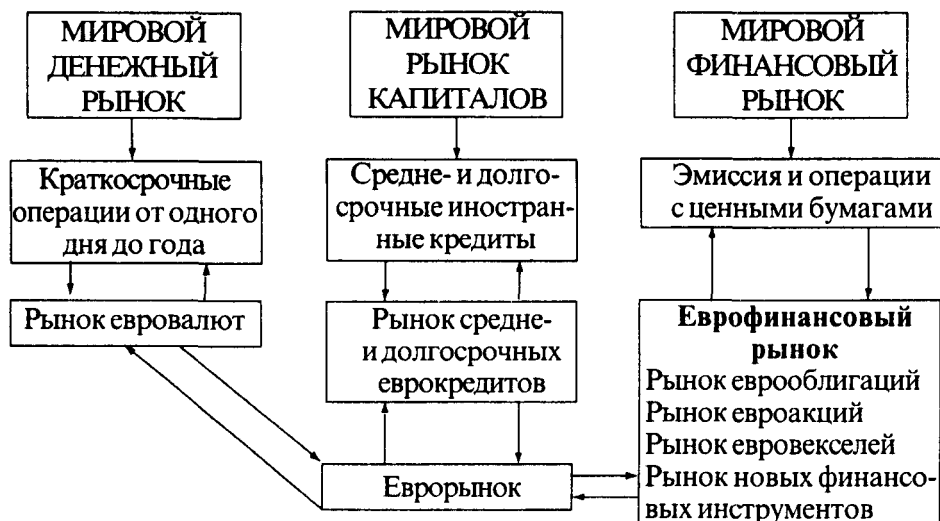 МИРОВОЙ
ДЕНЕЖНЫЙ
РЫНОК
МИРОВОЙ
РЫНОК
КАПИТАЛОВ
МИРОВОЙ
ФИНАНСОВЫЙ
РЫНОК
Краткосрочные
операции от одного
дня до года
Средне- и долго-
срочные иностран-
ные кредиты
Эмиссия и операции
с ценными бумагами
Рынок евровалют
Рынок средне-
и долгосрочных
еврокредитов
Еврофинансовый
рынок
Рынок еврооблигаций
Рынок евроакций
Рынок евровекселей
Рынок новых финансо-
вых инструментов
Еврорынок